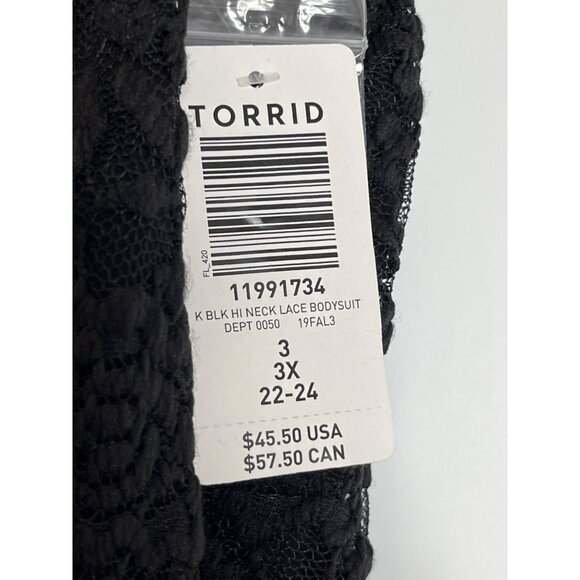 TORRID
FL_420
11991734
K BLK HI NECK LACE BODYSUIT
DEPT 0050 19FAL3
3
3X
22-24
$45.50 USA
$57.50 CAN